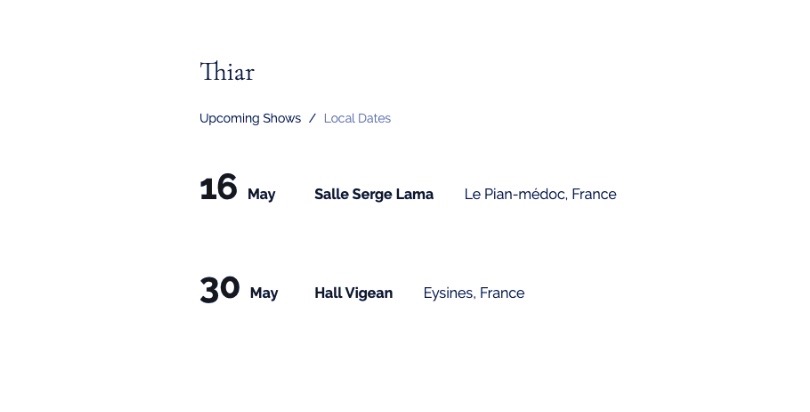 Thiar
Upcoming Shows / Local Dates
16 May Salle Serge Lama Le Pian-médoc, France
30 May Hall Vigean Eysines, France